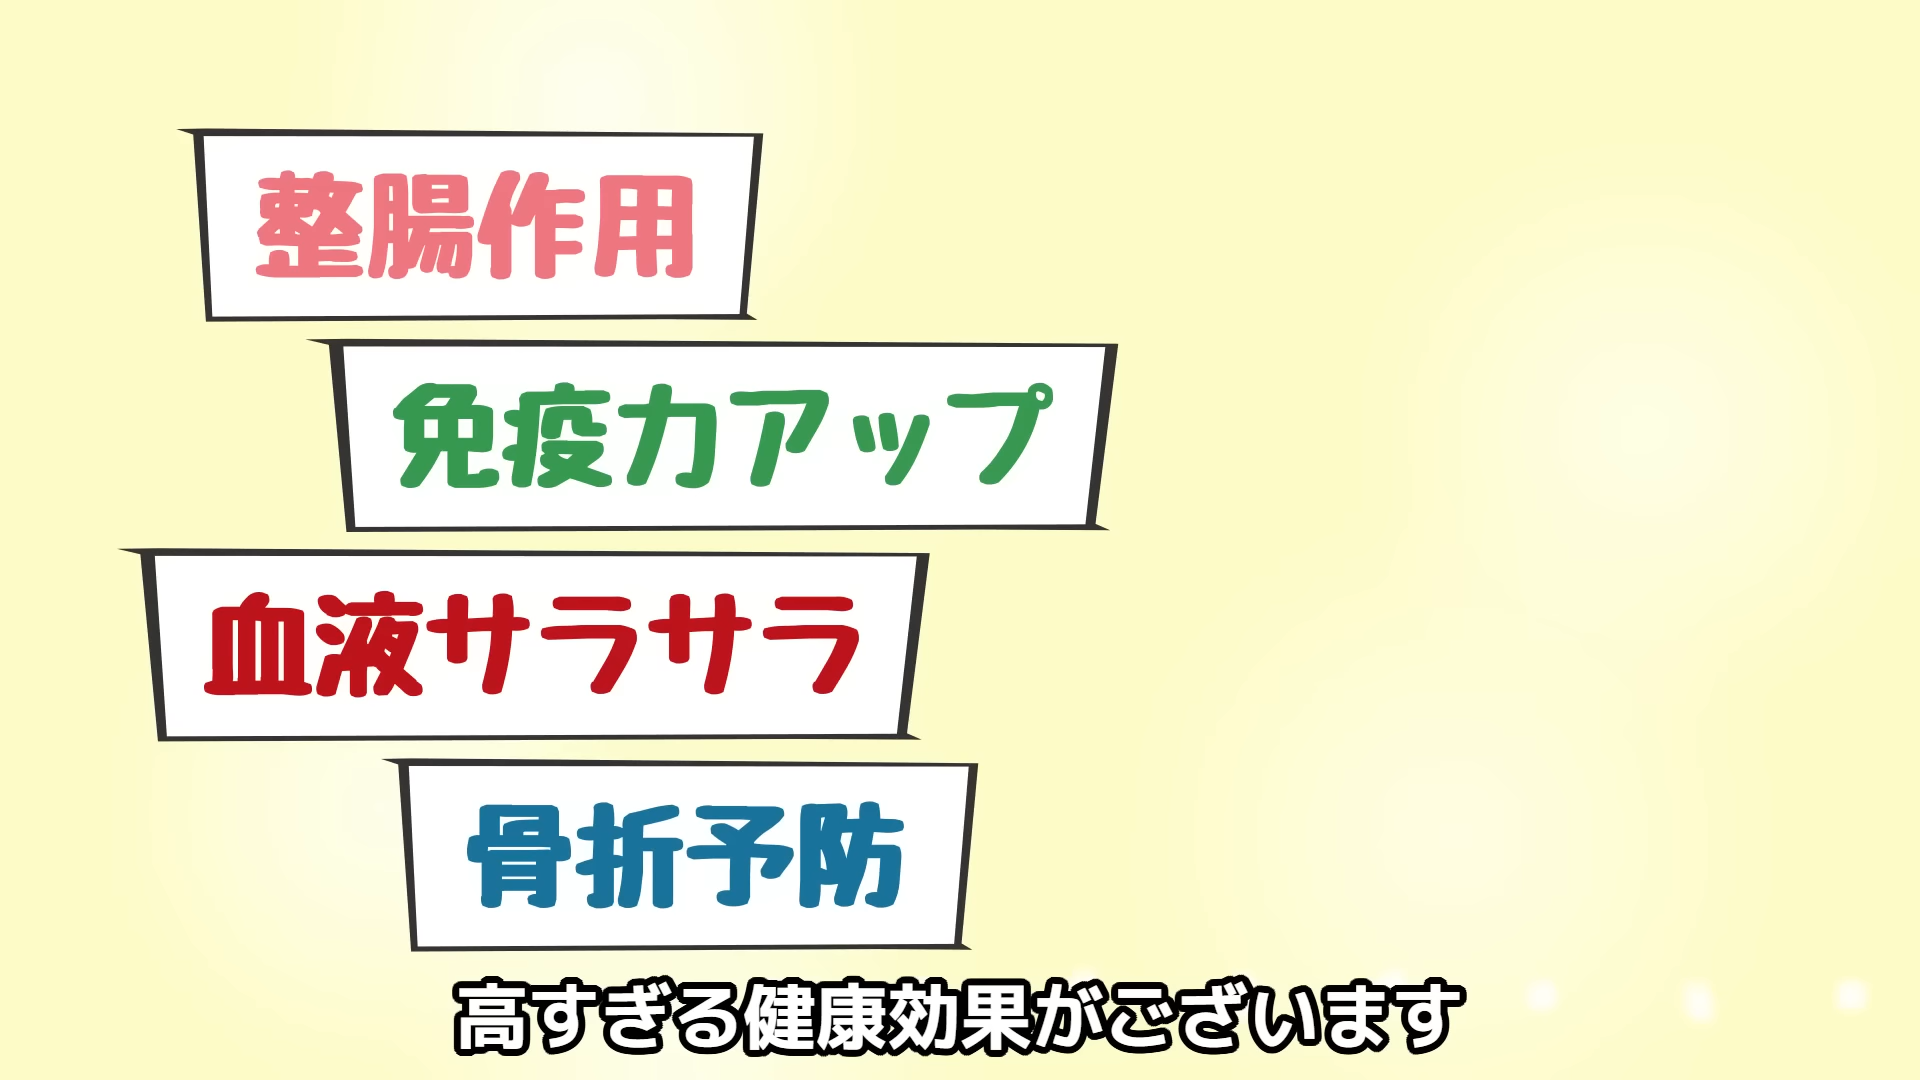 整腸作用
免疫力アップ
血液サラサラ
骨折予防
高すぎる健康効果がございます